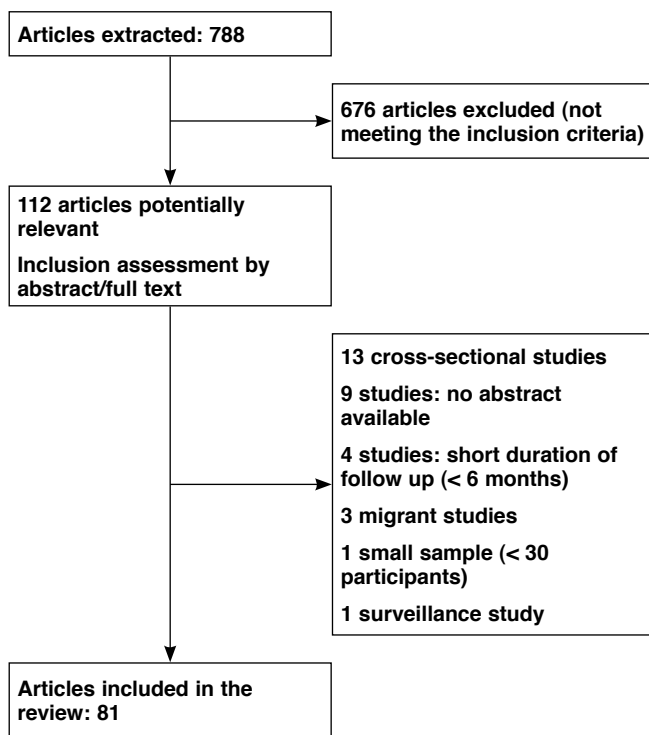 Articles extracted: 788
676 articles excluded (not
meeting the inclusion criteria)
112 articles potentially
relevant
Inclusion assessment by
abstract/full text
13 cross-sectional studies
9 studies: no abstract
available
4 studies: short duration of
follow up (< 6 months)
3 migrant studies
1 small sample (< 30
participants)
1 surveillance study
Articles included in the
review: 81